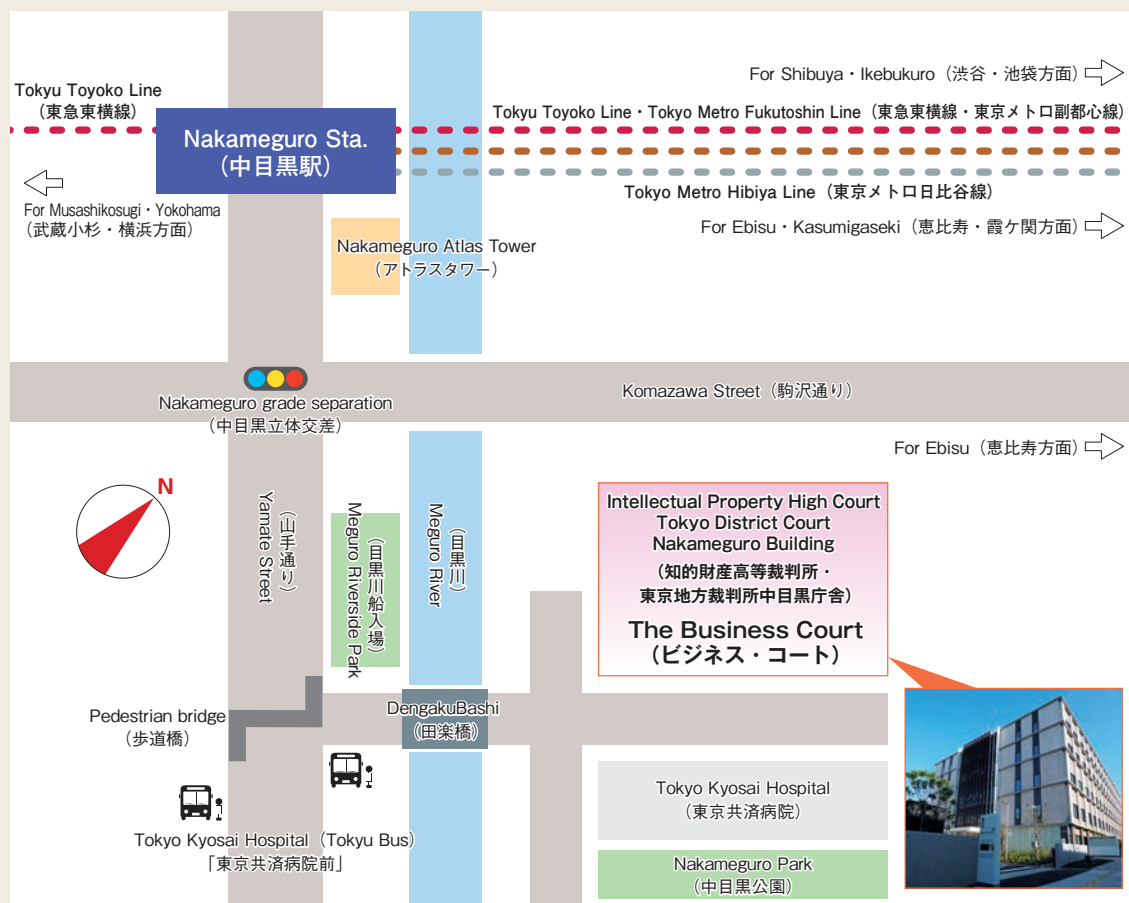 For Shibuya・Ikebukuro（渋谷・池袋方面）
Tokyu Toyoko Line
（東急東横線）
Tokyu Toyoko Line・Tokyo Metro Fukutoshin Line（東急東横線・東京メトロ副都心線）
Nakameguro Sta.
（中目黒駅）
Tokyo Metro Hibiya Line（東京メトロ日比谷線）
For Musashikosugi・Yokohama
（武蔵小杉・横浜方面）
For Ebisu・Kasumigaseki（恵比寿・霞ケ関方面）
Nakameguro Atlas Tower
（アトラスタワー）
Komazawa Street（駒沢通り）
Nakameguro grade separation
（中目黒立体交差）
For Ebisu（恵比寿方面）
N
Yamate Street
（山手通り）
Meguro Riverside Park
（目黒川船入場）
Meguro River
（目黒川）
Intellectual Property High Court
Tokyo District Court
Nakameguro Building
（知的財産高等裁判所・
東京地方裁判所中目黒庁舎）
The Business Court
（ビジネス・コート）
Pedestrian bridge
（歩道橋）
DengakuBashi
（田楽橋）
Tokyo Kyosai Hospital
（東京共済病院）
Tokyo Kyosai Hospital（Tokyu Bus）
「東京共済病院前」
Nakameguro Park
（中目黒公園）